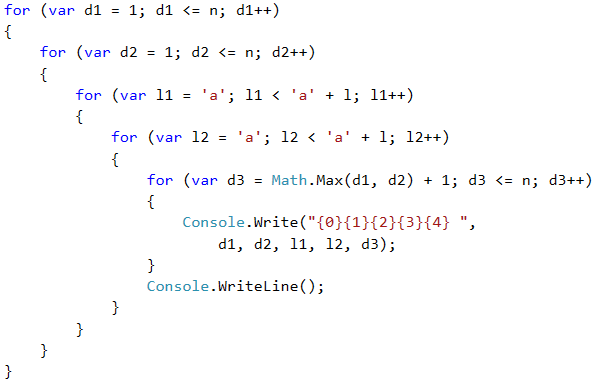 for (var d1 = 1; d1 <= n; d1++)
{
    for (var d2 = 1; d2 <= n; d2++)
    {
        for (var l1 = 'a'; l1 < 'a' + l; l1++)
        {
            for (var l2 = 'a'; l2 < 'a' + l; l2++)
            {
                for (var d3 = Math.Max(d1, d2) + 1; d3 <= n; d3++)
                {
                    Console.Write("{0}{1}{2}{3}{4} ",
                        d1, d2, l1, l2, d3);
                }
                Console.WriteLine();
            }
        }
    }
}